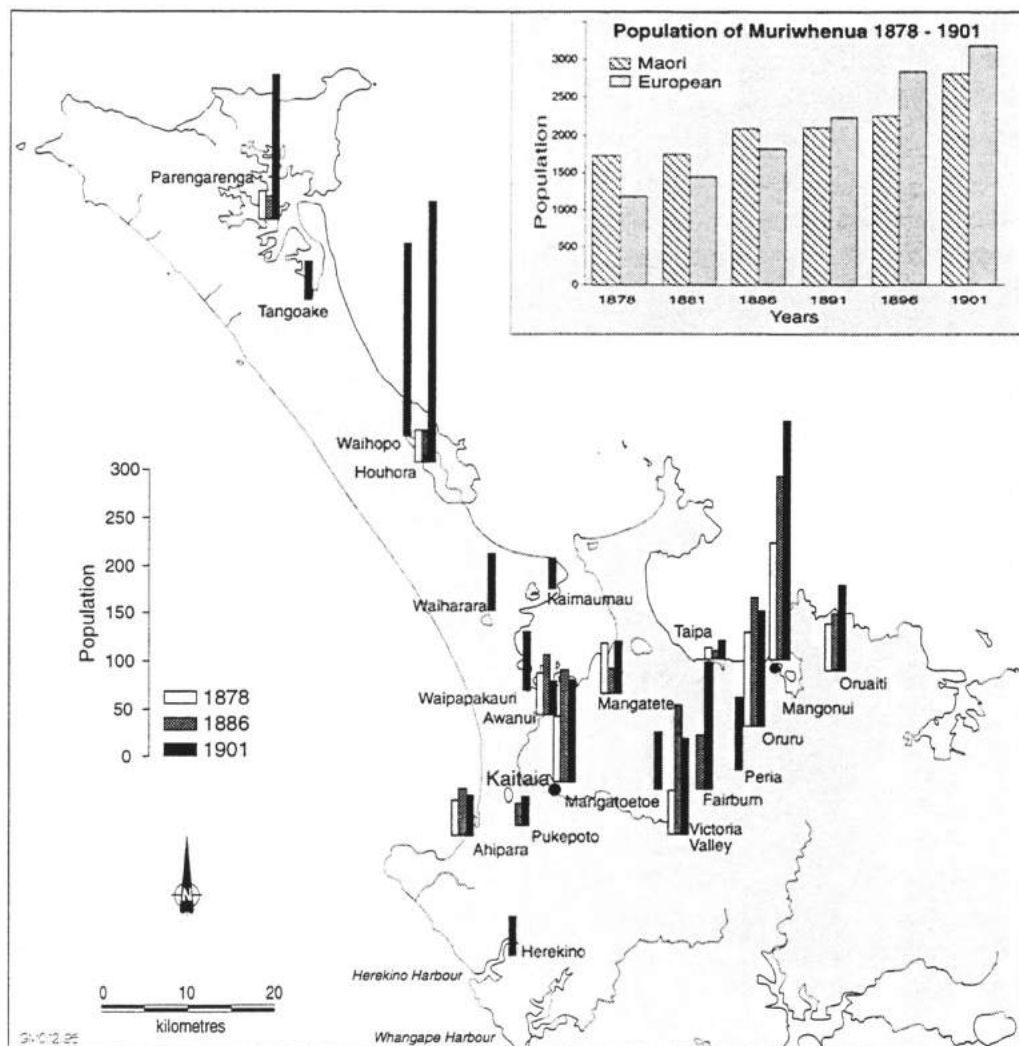 Population of Muriwhenua 1878 - 1901
Maori
European
Population
3000
2500
2000
1500
1000
500
0
1878 1881 1886 1891 1896 1901
Years
Parengarenga
Tangoake
Waihopo
Houhora
300
250
200
150
100
50
0
Population
1878
1886
1901
Waiharara
Kaimaumau
Taipa
Waipapakauri
Awanui
Mangatete
Oruaiti
Mangonui
Oruru
Peria
Kaitaia
Mangatoetoe
Fairburn
Victoria
Valley
Pukepoto
Ahipara
N
Herekino
Herekino Harbour
0 10 20
kilometres
Whangape Harbour